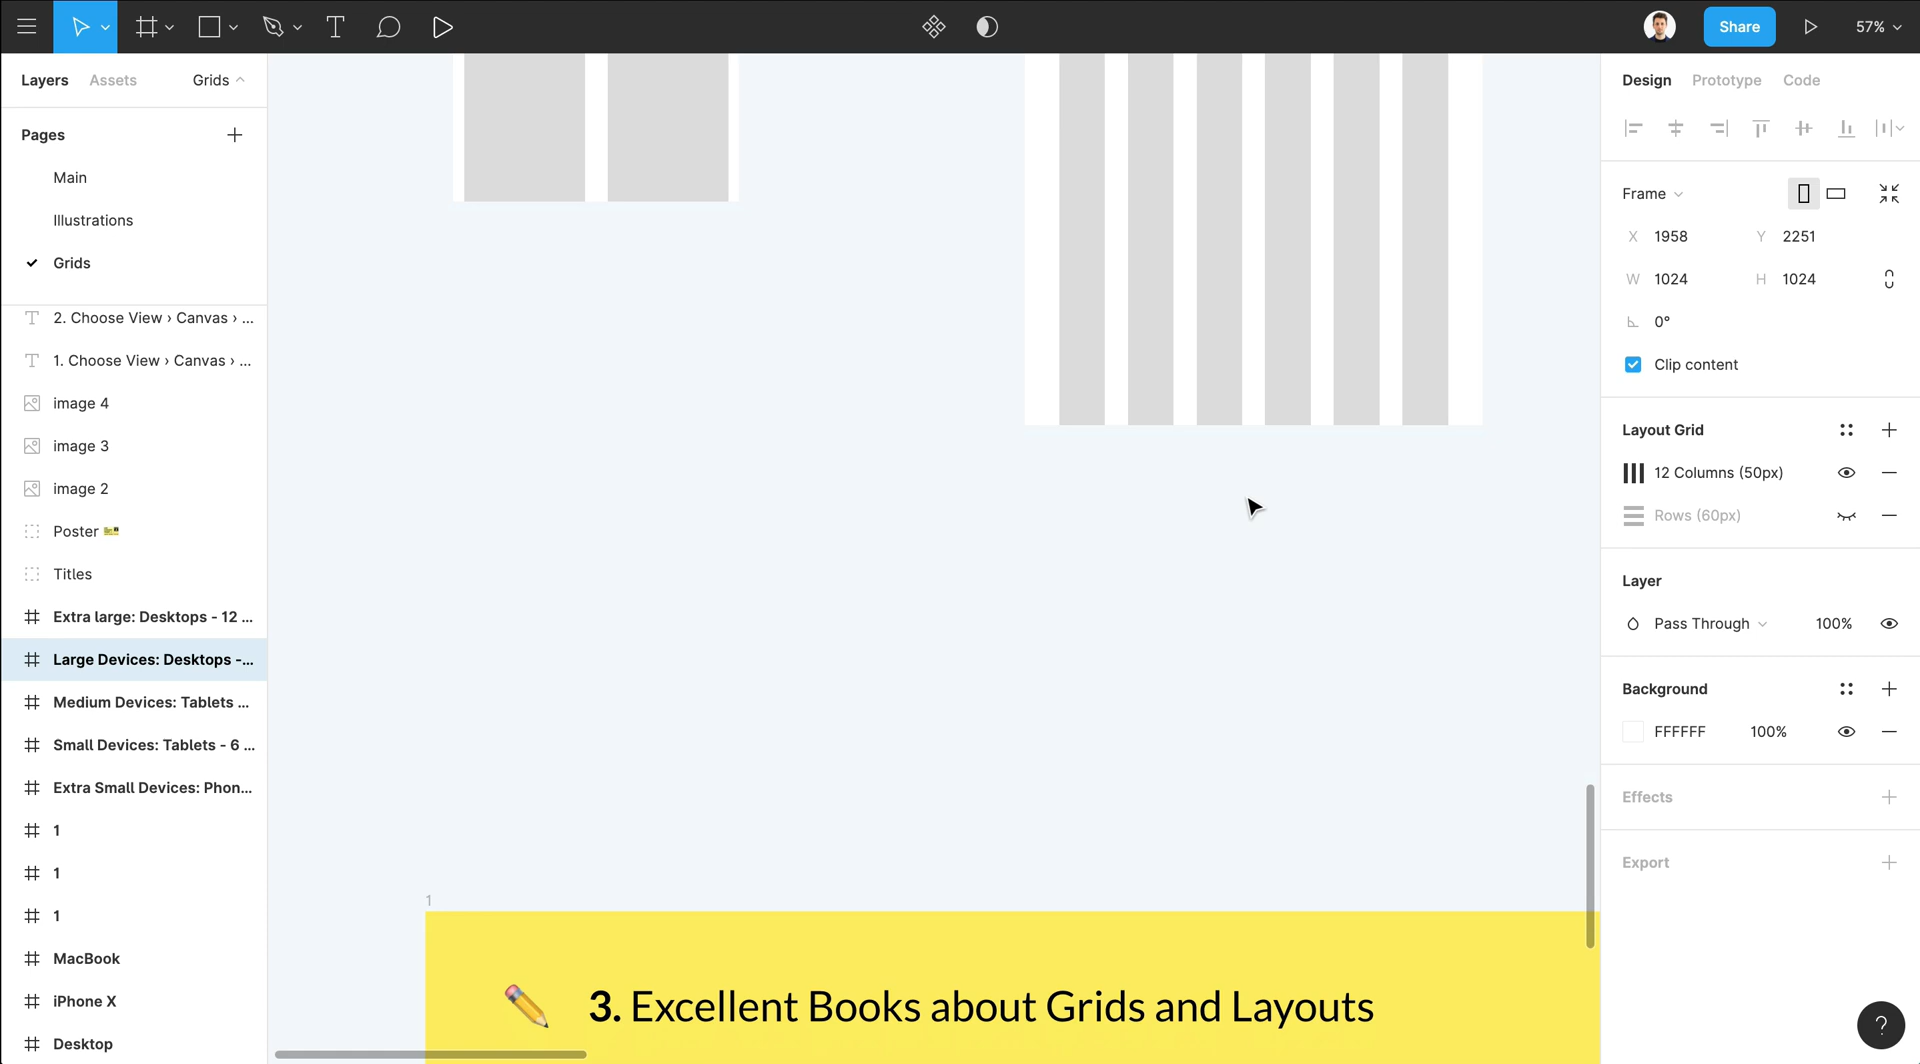 Share
57%
Layers
Assets
Grids
Pages
Main
Illustrations
Grids
2. Choose View › Canvas › ...
1. Choose View › Canvas › ...
image 4
image 3
image 2
Poster
Titles
Extra large: Desktops - 12 ...
Large Devices: Desktops -...
Medium Devices: Tablets ...
Small Devices: Tablets - 6 ...
Extra Small Devices: Phon...
1
1
1
MacBook
iPhone X
Desktop
1
3. Excellent Books about Grids and Layouts
Design
Prototype
Code
Frame
X 1958
Y 2251
W 1024
H 1024
0°
Clip content
Layout Grid
12 Columns (50px)
Rows (60px)
Layer
Pass Through
100%
Background
FFFFFF
100%
Effects
Export
?